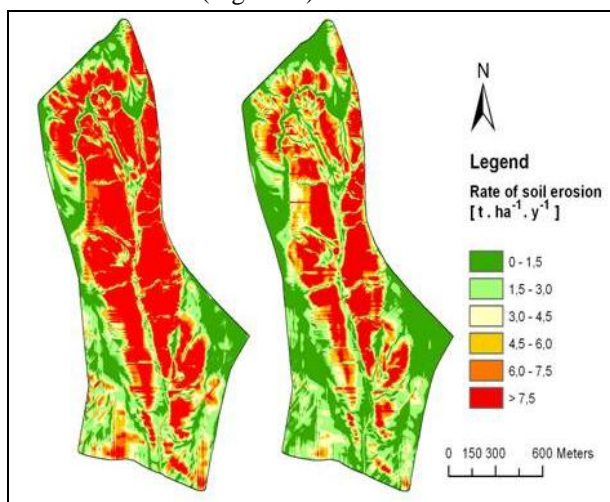 N
Legend
Rate of soil erosion
[ t . ha⁻¹ . y⁻¹ ]
0 - 1,5
1,5 - 3,0
3,0 - 4,5
4,5 - 6,0
6,0 - 7,5
> 7,5
0 150 300 600 Meters